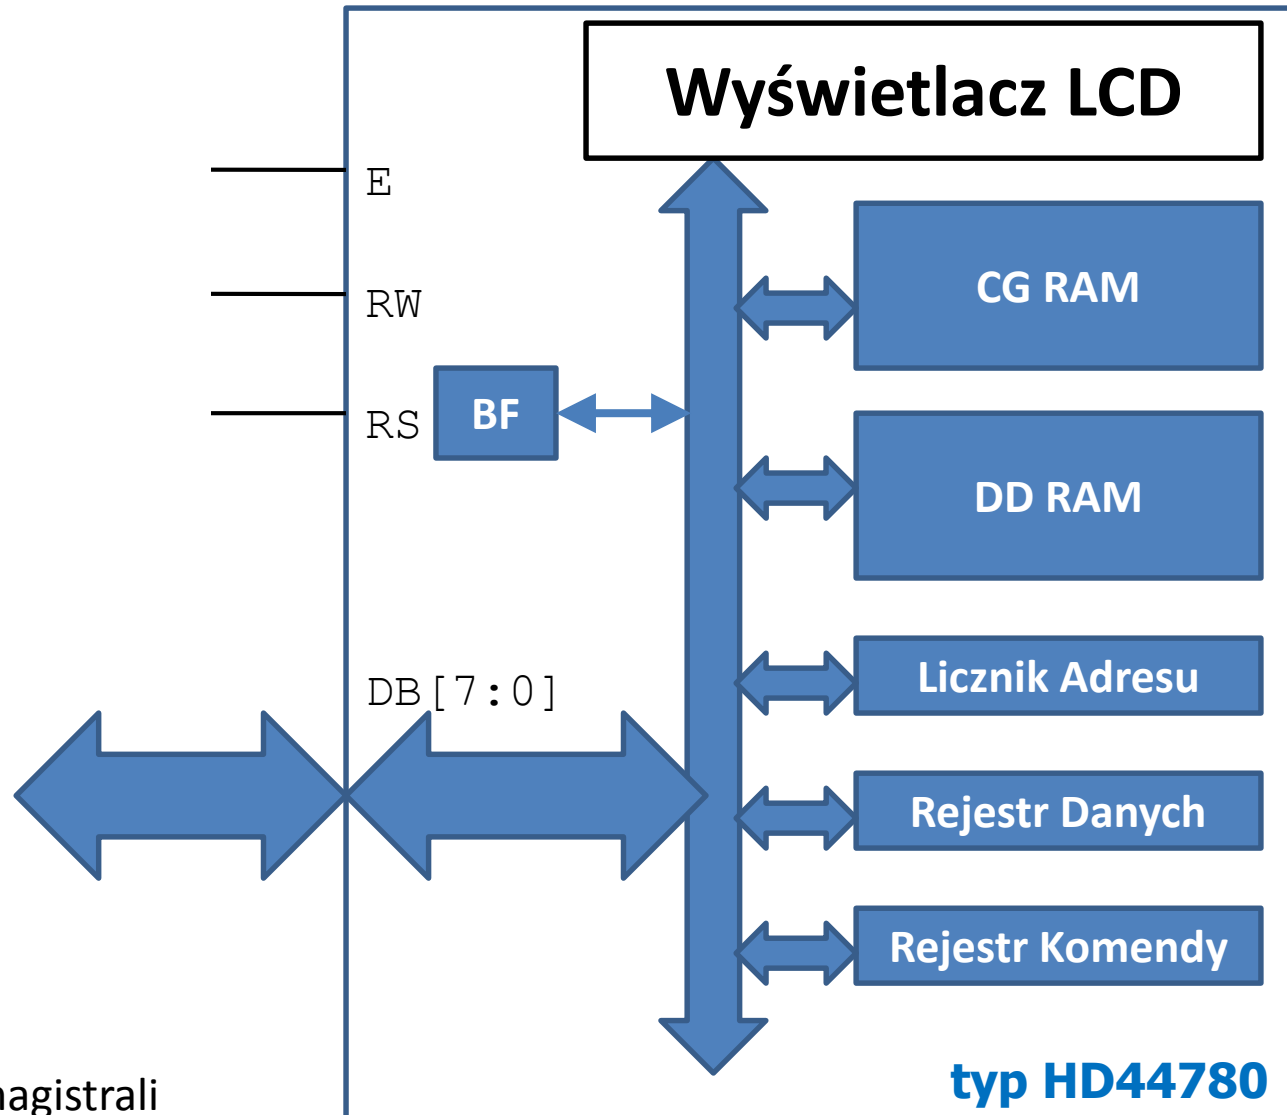 Wyświetlacz LCD
E
CG RAM
RW
RS
BF
DD RAM
Licznik Adresu
DB[7:0]
Rejestr Danych
Rejestr Komendy
typ HD44780